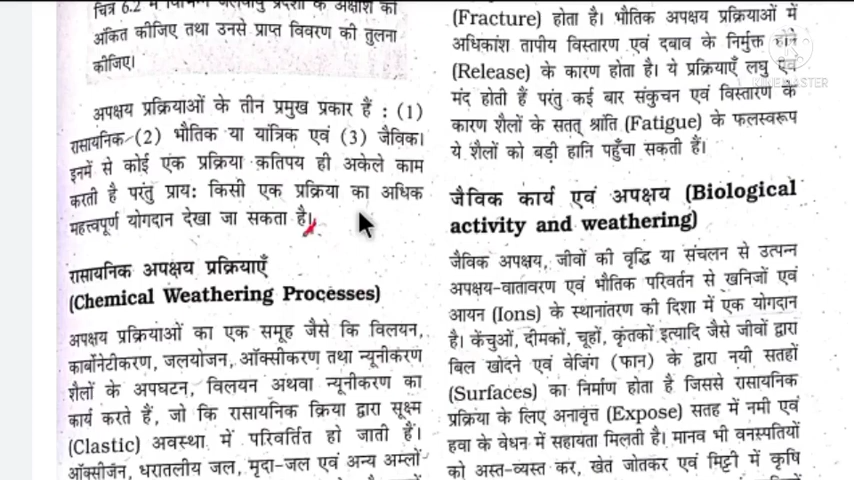 चित्र 6.2 में विभिन्न जलवायु प्रदेशों के अक्षांश को
अंकित कीजिए तथा उनसे प्राप्त विवरण की तुलना
कीजिए।
अपक्षय प्रक्रियाओं के तीन प्रमुख प्रकार हैं : (1)
रासायनिक (2) भौतिक या यांत्रिक एवं (3) जैविक।
इनमें से कोई एक प्रक्रिया कतिपय ही अकेले काम
करती है परंतु प्राय: किसी एक प्रक्रिया का अधिक
महत्त्वपूर्ण योगदान देखा जा सकता है।
रासायनिक अपक्षय प्रक्रियाएँ
(Chemical Weathering Processes)
अपक्षय प्रक्रियाओं का एक समूह जैसे कि विलयन,
कार्बोनेटीकरण, जलयोजन, ऑक्सीकरण तथा न्यूनीकरण
शैलों के अपघटन, विलयन अथवा न्यूनीकरण का
कार्य करते हैं, जो कि रासायनिक क्रिया द्वारा सूक्ष्म
(Clastic) अवस्था में परिवर्तित हो जाती हैं।
ऑक्सीजन, धरातलीय जल, मृदा-जल एवं अन्य अम्लों
(Fracture) होता है। भौतिक अपक्षय प्रक्रियाओं में
अधिकांश तापीय विस्तारण एवं दबाव के निर्मुक्त होने
(Release) के कारण होता है। ये प्रक्रियाएँ लघु एवं
मंद होती हैं परंतु कई बार संकुचन एवं विस्तारण के
कारण शैलों के सतत् श्रांति (Fatigue) के फलस्वरूप
ये शैलों को बड़ी हानि पहुँचा सकती हैं।
जैविक कार्य एवं अपक्षय (Biological
activity and weathering)
जैविक अपक्षय, जीवों की वृद्धि या संचलन से उत्पन्न
अपक्षय-वातावरण एवं भौतिक परिवर्तन से खनिजों एवं
आयन (Ions) के स्थानांतरण की दिशा में एक योगदान
है। केंचुओं, दीमकों, चूहों, कृंतकों इत्यादि जैसे जीवों द्वारा
बिल खोदने एवं वेजिंग (फान) के द्वारा नयी सतहों
(Surfaces) का निर्माण होता है जिससे रासायनिक
प्रक्रिया के लिए अनावृत्त (Expose) सतह में नमी एवं
हवा के वेधन में सहायता मिलती है। मानव भी वनस्पतियों
को अस्त-व्यस्त कर, खेत जोतकर एवं मिट्टी में कृषि